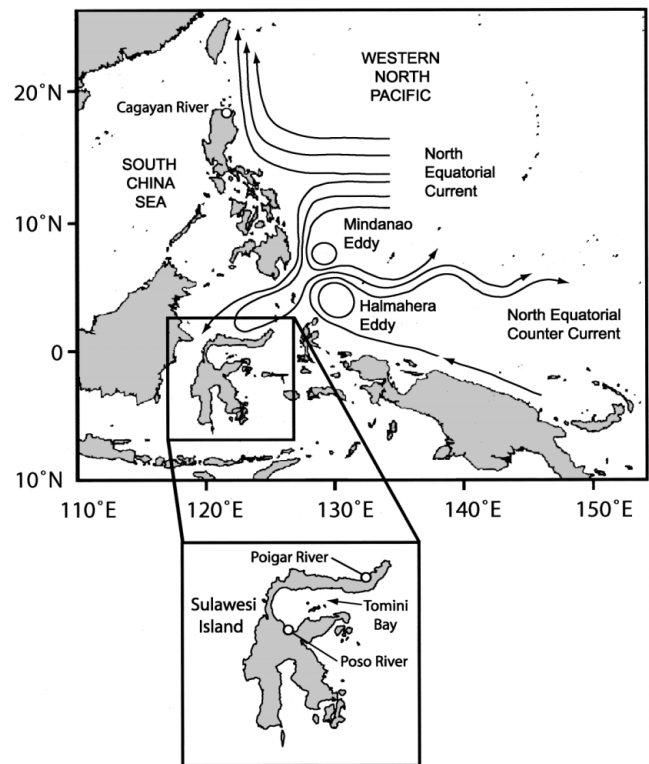 WESTERN
NORTH
PACIFIC
20˚N
Cagayan River
SOUTH
CHINA
SEA
North
Equatorial
Current
10˚N
Mindanao
Eddy
Halmahera
Eddy
North Equatorial
Counter Current
0
10˚N
110˚E
120˚E
130˚E
140˚E
150˚E
Poigar River
Sulawesi
Island
Tomini
Bay
Poso River